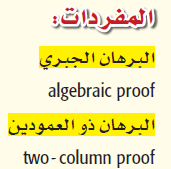 المفردات:
البرهان الجبري
algebraic proof
البرهان ذو العمودين
two-column proof